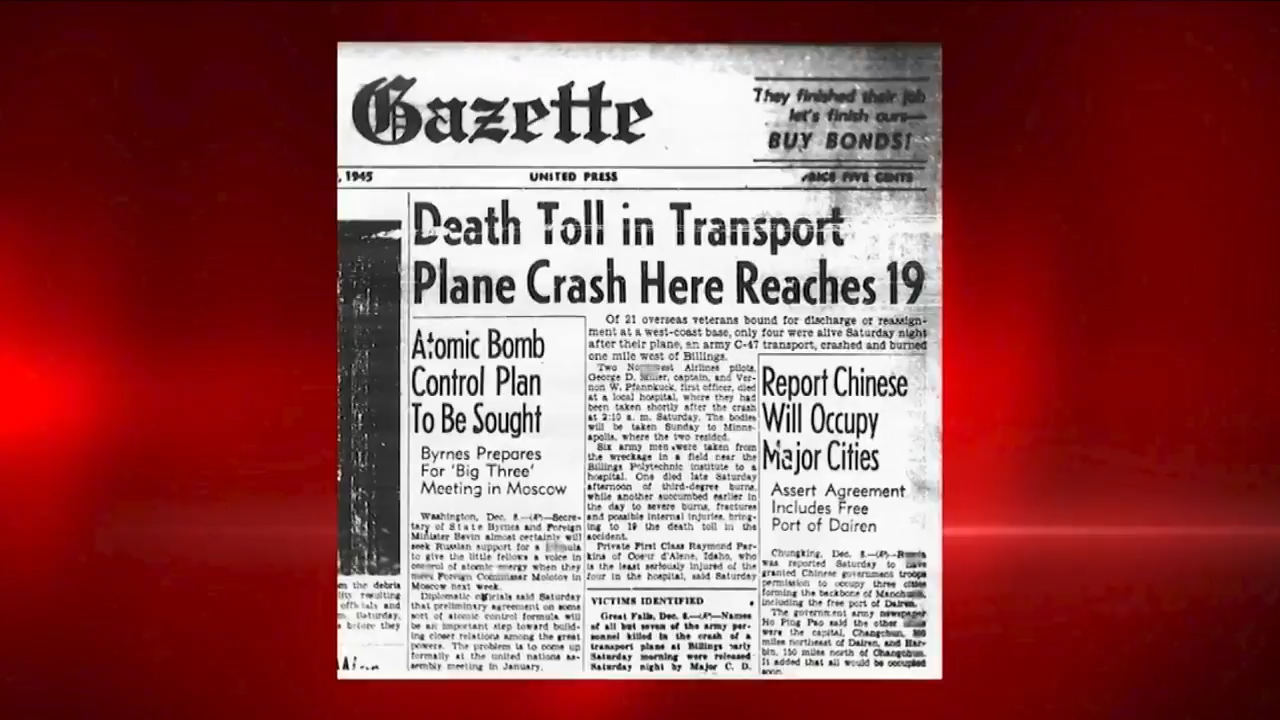 Gazette
They finished their job
let's finish ours—
BUY BONDS!
, 1945
UNITED PRESS
PRICE FIVE CENTS
Death Toll in Transport
Plane Crash Here Reaches 19
Of 21 overseas veterans bound for discharge or reassign-
ment at a west-coast base, only four were alive Saturday night
after their plane, an army C-47 transport, crashed and burned
one mile west of Billings.
Two Northwest Airlines pilots,
George D. Miller, captain, and Ver-
non W. Pfannkuck, first officer, died
at a local hospital, where they had
been taken shortly after the crash
at 2:10 a. m. Saturday. The bodies
will be taken Sunday to Minne-
apolis, where the two resided.
Six army men were taken from
the wreckage in a field near the
Billings Polytechnic institute to a
hospital. One died late Saturday
afternoon of third-degree burns,
while another succumbed earlier in
the day to severe burns, fractures
and possible internal injuries, bring-
ing to 19 the death toll in the
accident.
Private First Class Raymond Par-
kins of Coeur d'Alene, Idaho, who
is the least seriously injured of the
four in the hospital, said Saturday
VICTIMS IDENTIFIED
Great Falls, Dec. 8.—(AP)—Names
of all but seven of the army per-
sonnel killed in the crash of a
transport plane at Billings early
Saturday morning were released
Saturday night by Major C. D.
Atomic Bomb
Control Plan
To Be Sought
Byrnes Prepares
For 'Big Three'
Meeting in Moscow
Washington, Dec. 8.—(AP)—Secre-
tary of State Byrnes and Foreign
Minister Bevin almost certainly will
seek Russian support for a formula
to give the little fellows a voice in
control of atomic energy when they
meet Foreign Commissar Molotov in
Moscow next week.
Diplomatic officials said Saturday
that preliminary agreement on some
sort of atomic control formula will
be an important step toward build-
ing closer relations among the great
powers. The problem is to come up
formally at the united nations as-
sembly meeting in January.
Report Chinese
Will Occupy
Major Cities
Assert Agreement
Includes Free
Port of Dairen
Chungking, Dec. 8.—(AP)—Russia
was reported Saturday to have
granted Chinese government troops
permission to occupy three cities
forming the backbone of Manchuria,
including the free port of Dairen.
The government army newspaper
Ho Ping Pao said the other
were the capital, Changchun,
miles northeast of Dairen, and Har-
bin, 150 miles north of Changchun.
It added that all would be occupied
soon.
om the debris
lity resulting
officials and
m. Saturday,
s before they